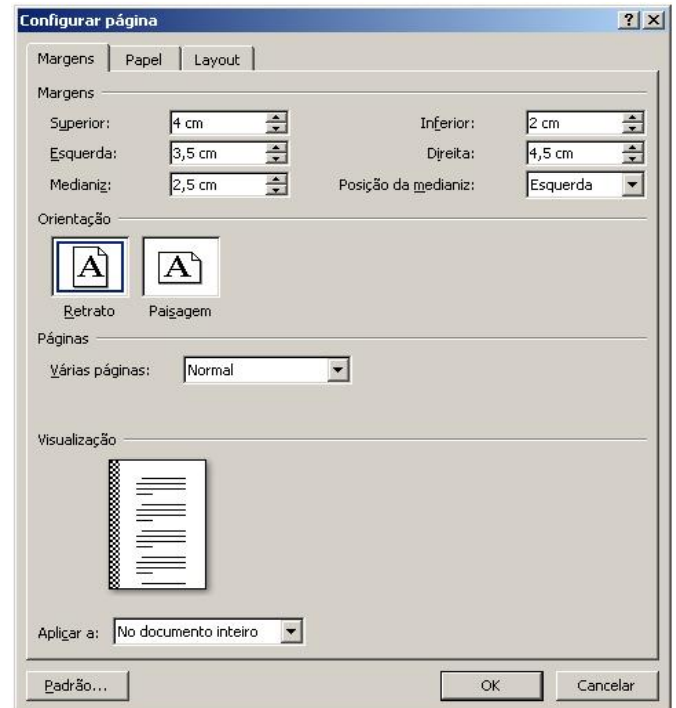 Configurar página
Margens Papel Layout
Margens
Superior: 4 cm Inferior: 2 cm
Esquerda: 3,5 cm Direita: 4,5 cm
Medianiz: 2,5 cm Posição da medianiz: Esquerda
Orientação
A A
Retrato Paisagem
Páginas
Várias páginas: Normal
Visualização
Aplicar a: No documento inteiro
Padrão... OK Cancelar